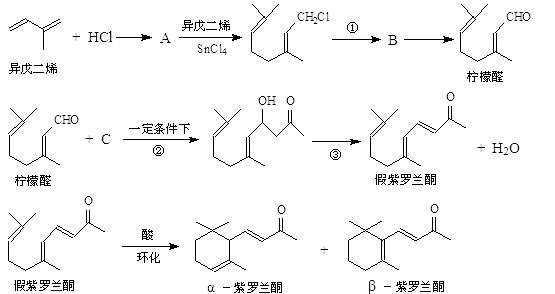 + HCl → A 异戊二烯 SnCl₄ CH₂Cl ① B → CHO
异戊二烯 柠檬醛
CHO + C 一定条件下 ② OH O ③ O + H₂O
柠檬醛 假紫罗兰酮
O 酸 环化 O + O
假紫罗兰酮 α-紫罗兰酮 β-紫罗兰酮